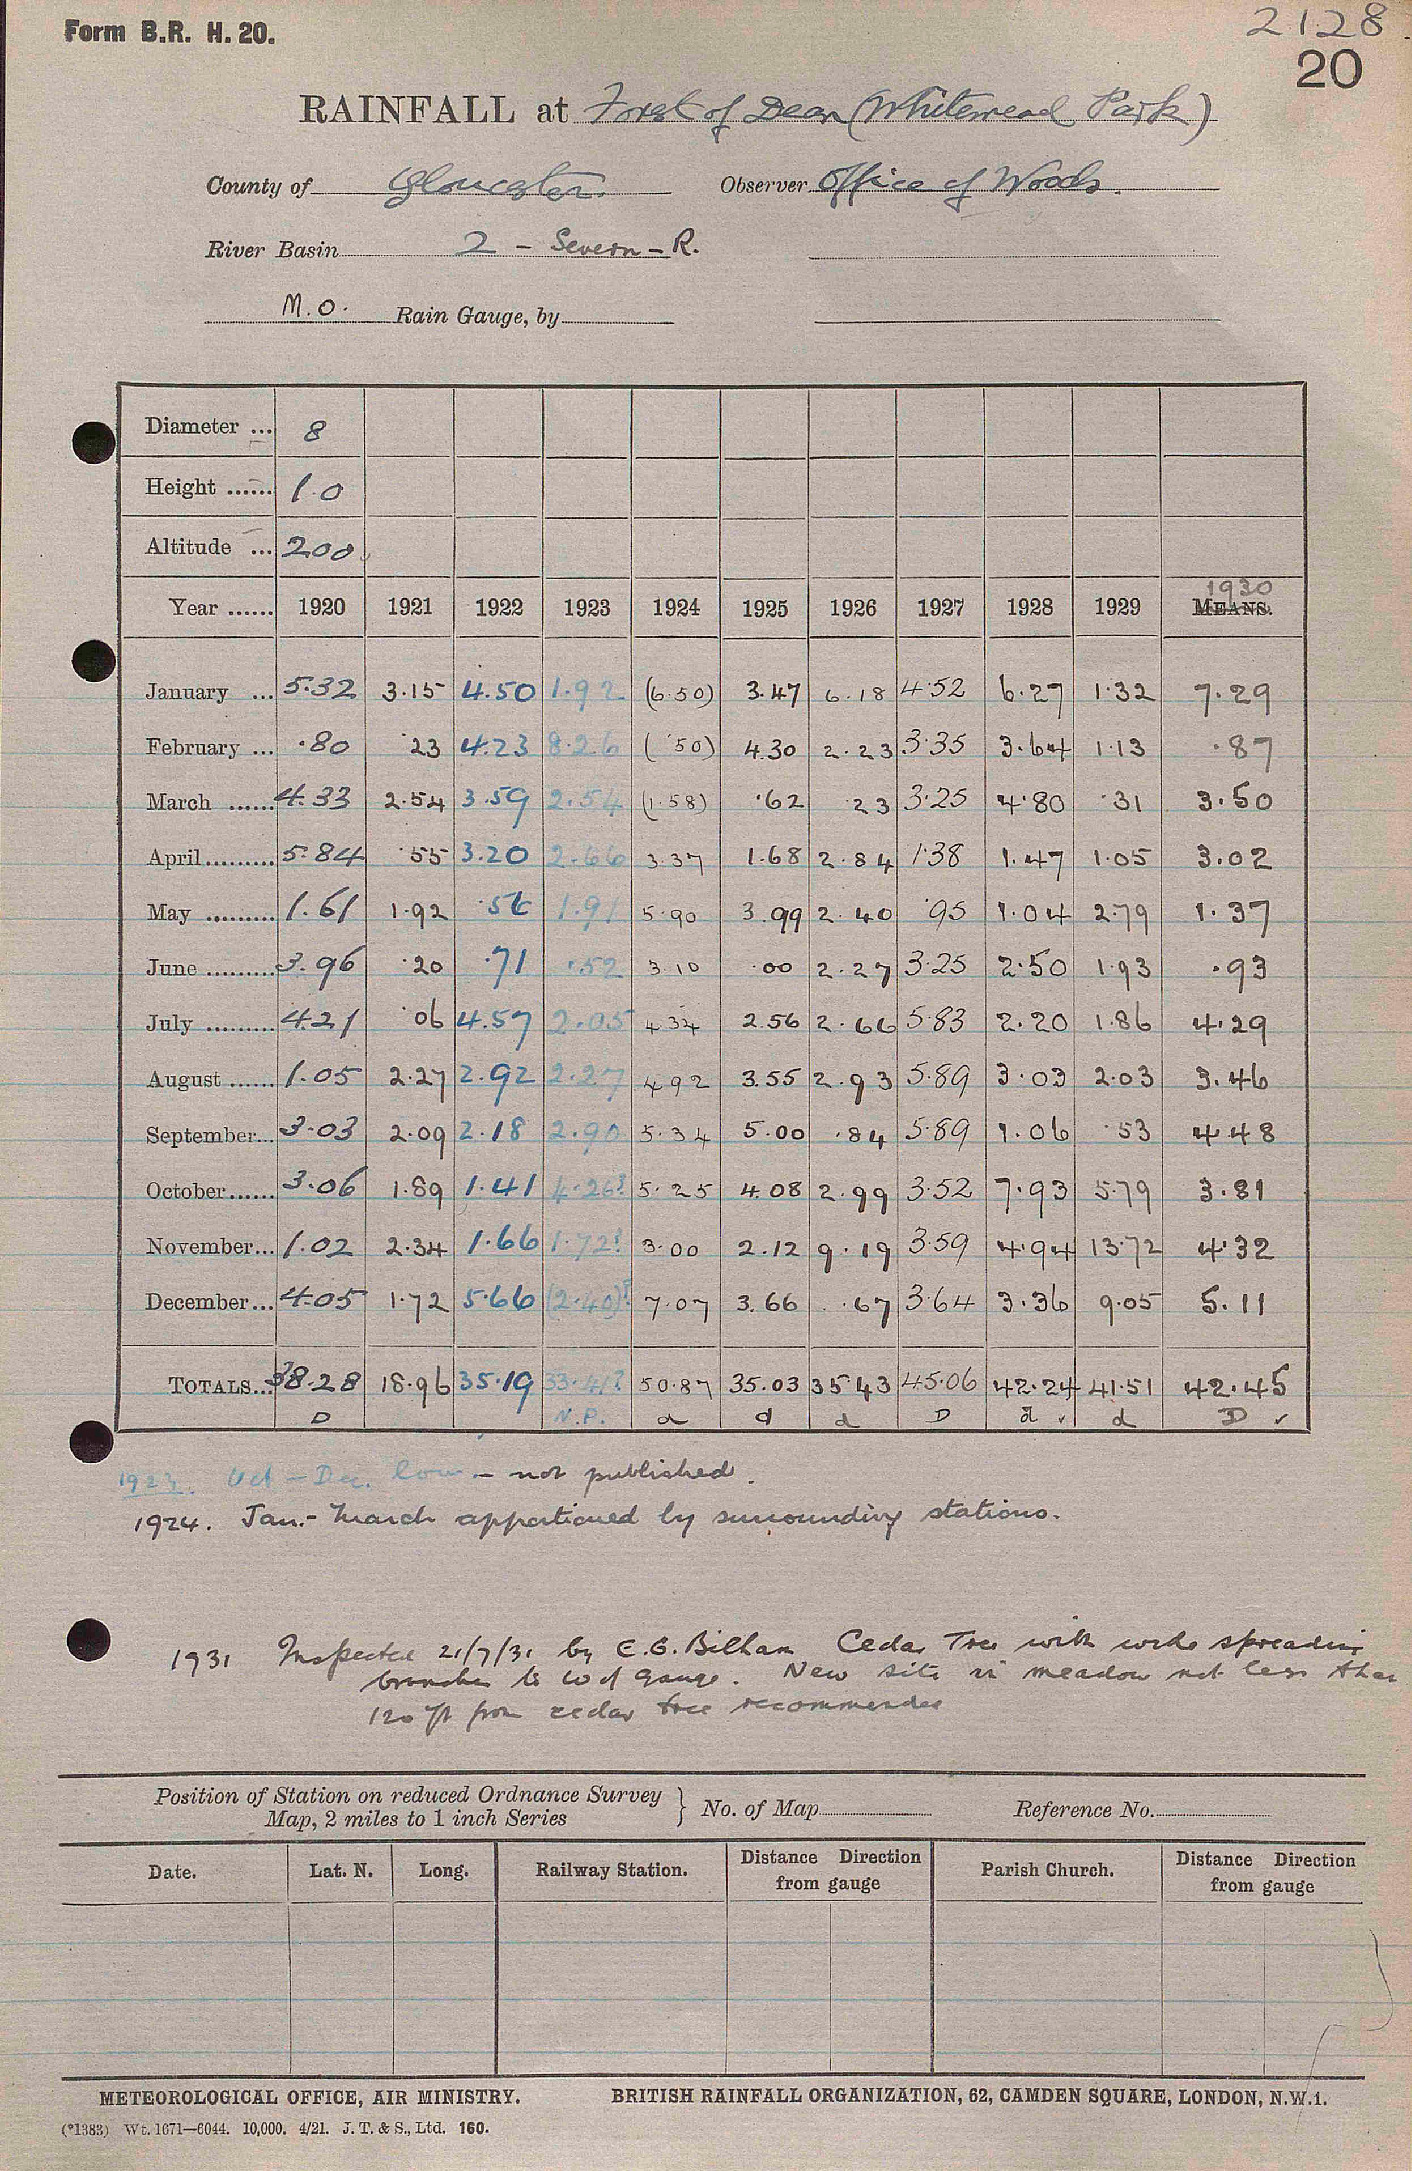 Form B.R. H. 20.
2128
20
RAINFALL at Forest of Dean (Whitemead Park)
County of Gloucester. Observer Office of Woods.
River Basin 2 - Severn - R.
M.O. Rain Gauge, by
Diameter ... 8
Height ...... 1.0
Altitude ... 200
1930
Year ...... 1920 1921 1922 1923 1924 1925 1926 1927 1928 1929 MEANS.
January ... 5.32 3.15 4.50 1.92 (6.50) 3.47 6.18 4.52 6.27 1.32 7.29
February ... .80 .23 4.23 8.26 (.50) 4.30 2.23 3.35 3.64 1.13 .87
March ...... 4.33 2.54 3.59 2.54 (1.58) .62 .23 3.25 4.80 .31 3.50
April ......... 5.84 .55 3.20 2.66 3.37 1.68 2.84 1.38 1.47 1.05 3.02
May ......... 1.61 1.92 .56 1.91 5.90 3.99 2.40 .95 1.04 2.79 1.37
June ......... 3.96 .20 .71 .52 3.10 .00 2.27 3.25 2.50 1.93 .93
July ......... 4.21 .06 4.57 2.05 4.34 2.56 2.66 5.83 2.20 1.86 4.29
August ...... 1.05 2.27 2.92 2.27 4.92 3.55 2.93 5.89 3.03 2.03 3.46
September... 3.03 2.09 2.18 2.90 5.34 5.00 .84 5.89 1.06 .53 4.48
October...... 3.06 1.89 1.41 4.26? 5.25 4.08 2.99 3.52 7.93 5.79 3.81
November... 1.02 2.34 1.66 1.72? 3.00 2.12 9.19 3.59 4.94 13.72 4.32
December... 4.05 1.72 5.66 (2.40)? 7.07 3.66 .67 3.64 3.36 9.05 5.11
TOTALS... 38.28 18.96 35.19 33.41? 50.87 35.03 35.43 45.06 42.24 41.51 42.45
D N.P. d d d D d ✓ d D ✓
1923. Oct - Dec. low - not published.
1924. Jan.- March apportioned by surrounding stations.
1931 Inspected 21/7/31 by E.G. Bilham Cedar Tree with wide spreading
branches to W of gauge. New site in meadow not less than
120 ft from cedar tree recommended
Position of Station on reduced Ordnance Survey
Map, 2 miles to 1 inch Series } No. of Map Reference No.
Date. Lat. N. Long. Railway Station. Distance Direction from gauge Parish Church. Distance Direction from gauge
METEOROLOGICAL OFFICE, AIR MINISTRY. BRITISH RAINFALL ORGANIZATION, 62, CAMDEN SQUARE, LONDON, N.W.1.
(*1383) Wt. 1671—6044. 10,000. 4/21. J. T. & S., Ltd. 160.